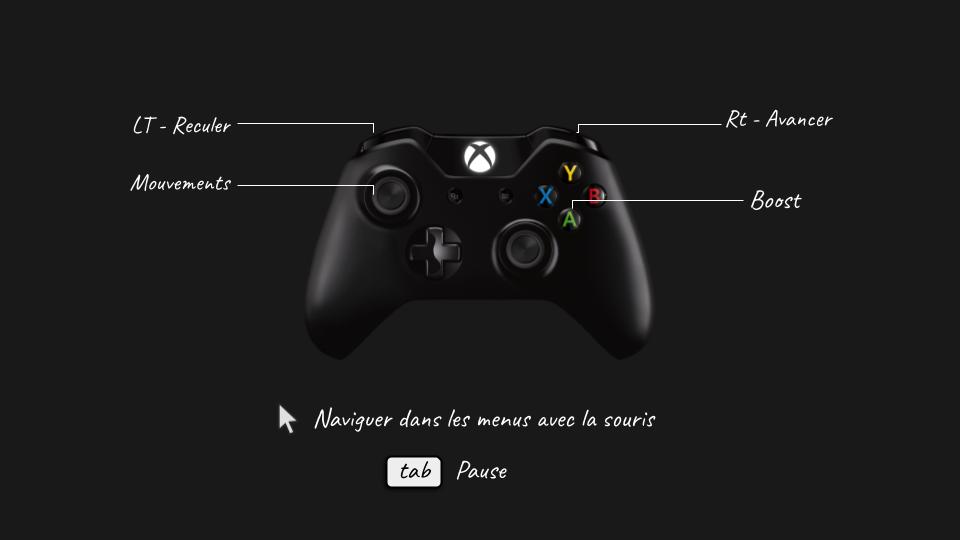 LT - Reculer
Rt - Avancer
Mouvements
Y
X
B
Boost
A
Naviguer dans les menus avec la souris
tab Pause